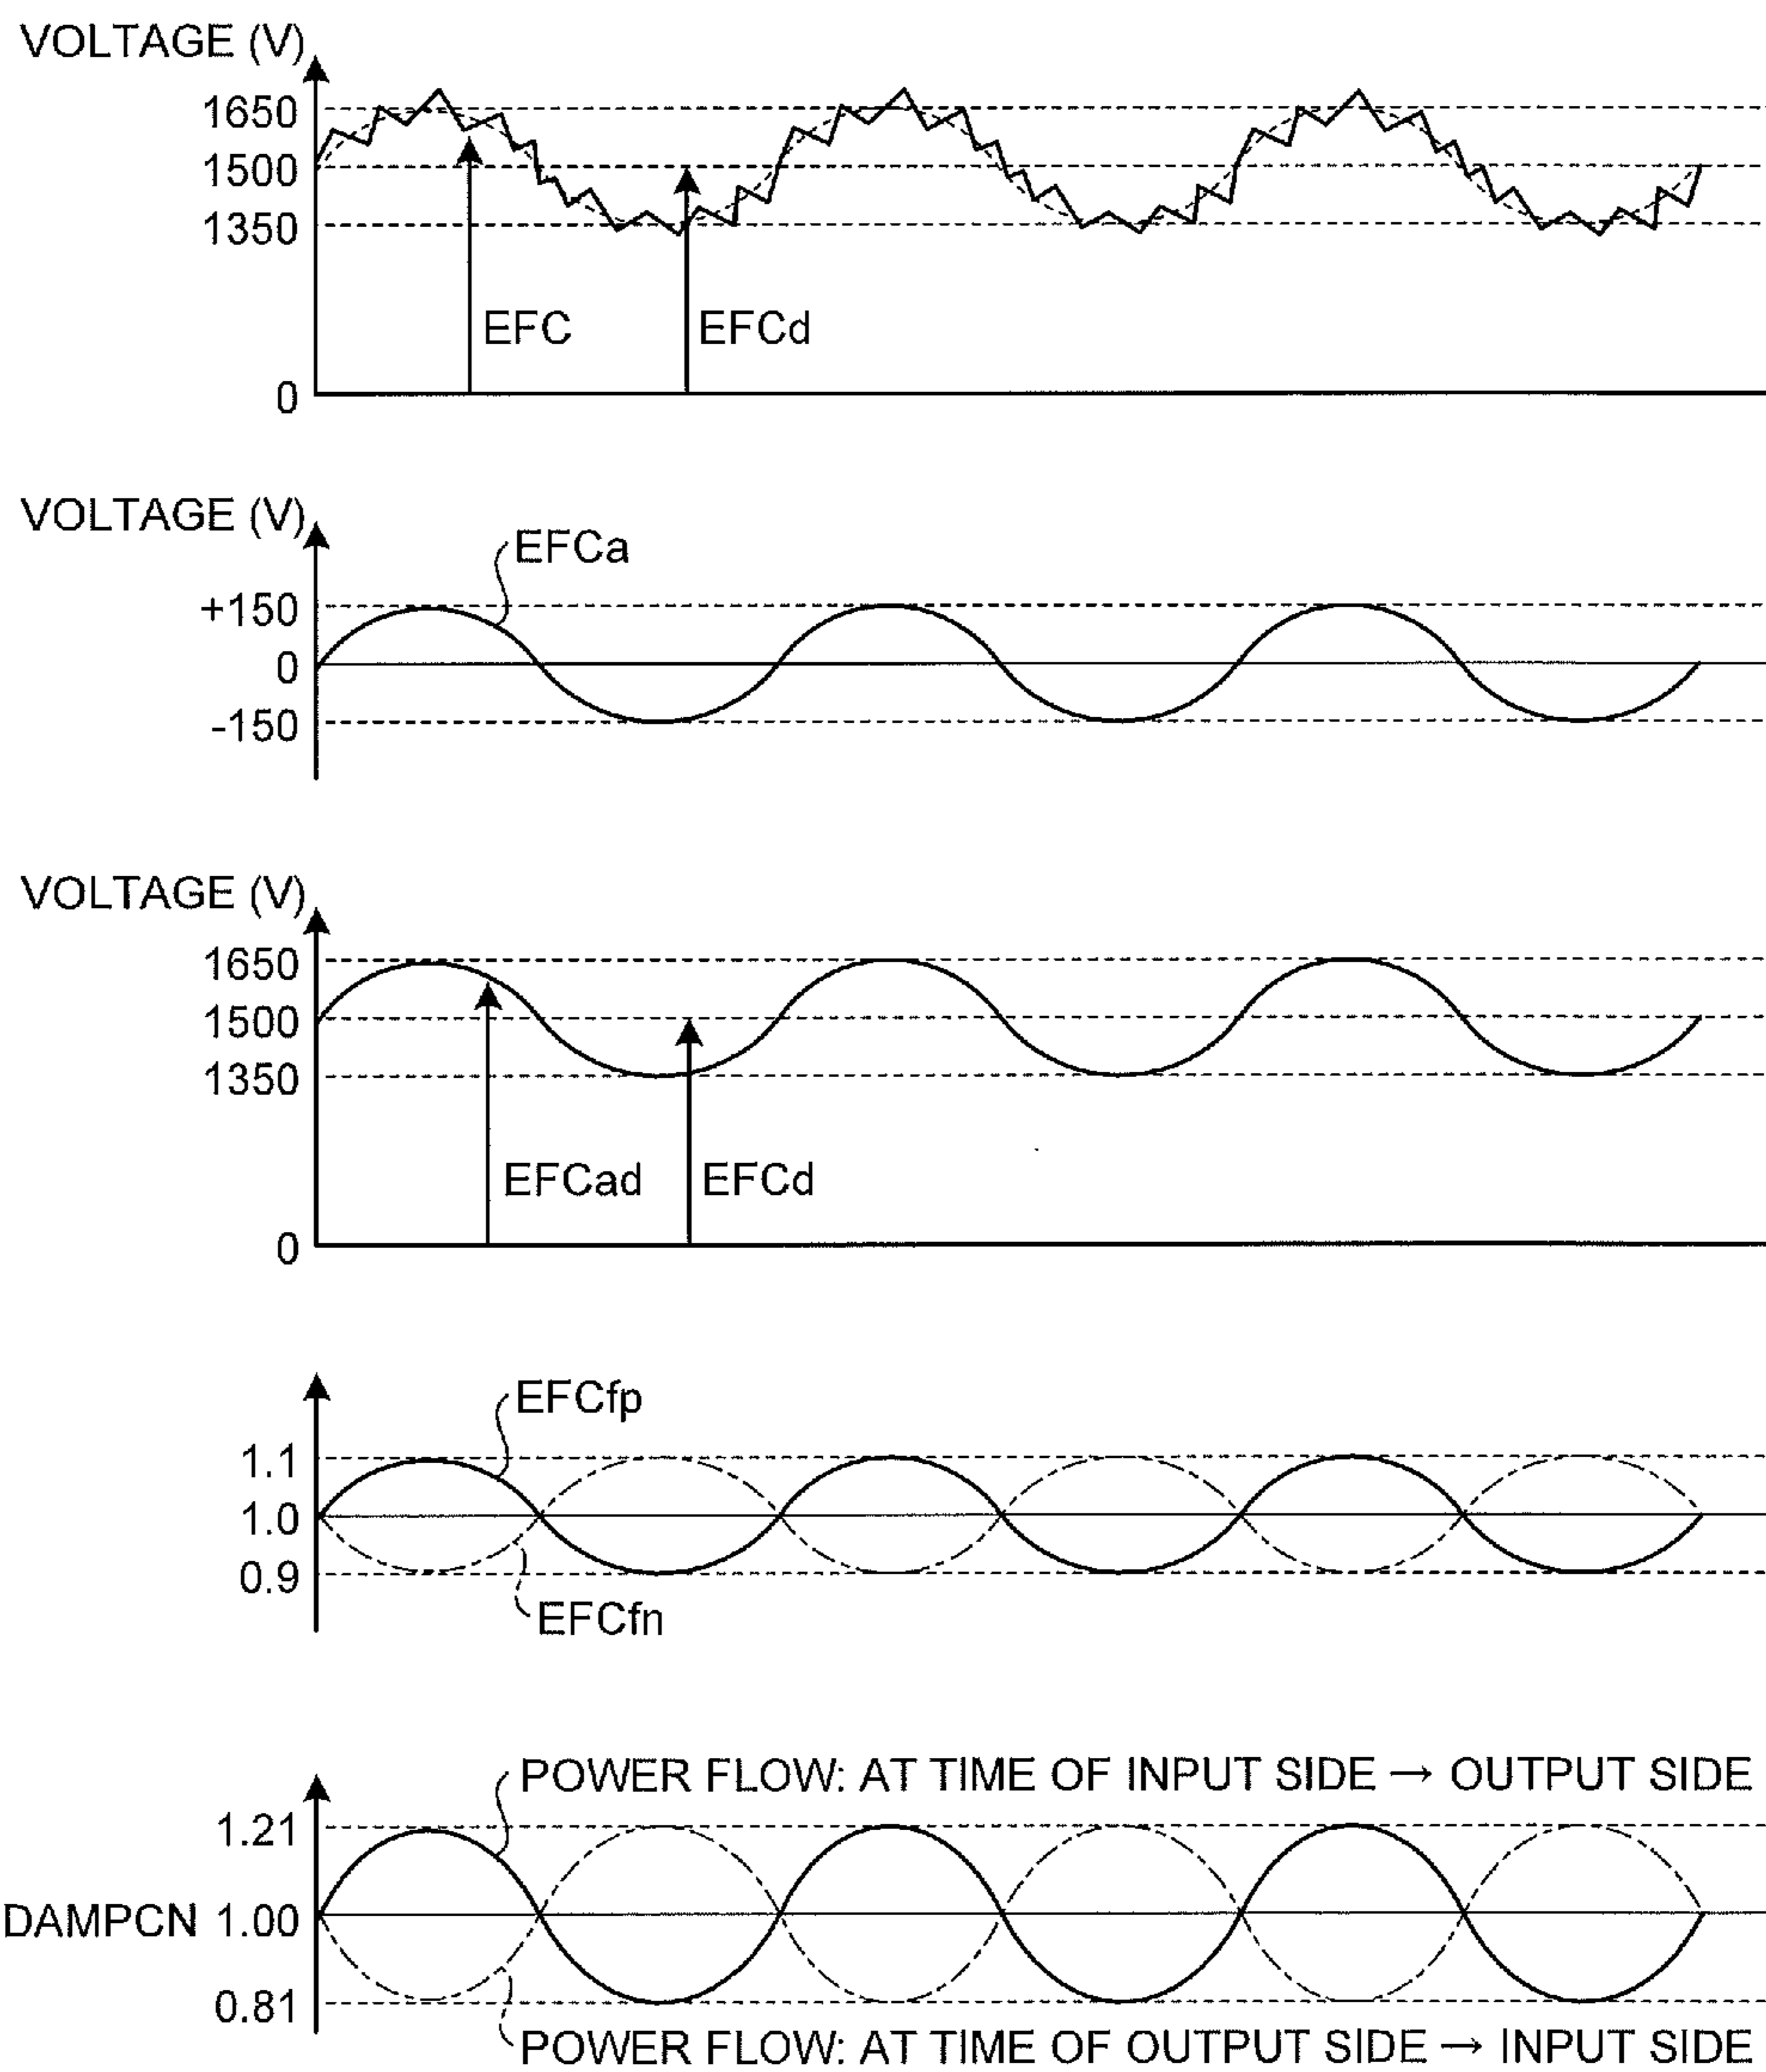 VOLTAGE (V)
1650
1500
1350
EFC
EFCd
0
VOLTAGE (V)
EFCa
+150
0
-150
VOLTAGE (V)
1650
1500
1350
EFCad
EFCd
0
EFCfp
1.1
1.0
0.9
EFCfn
POWER FLOW: AT TIME OF INPUT SIDE → OUTPUT SIDE
1.21
DAMPCN 1.00
0.81
POWER FLOW: AT TIME OF OUTPUT SIDE → INPUT SIDE